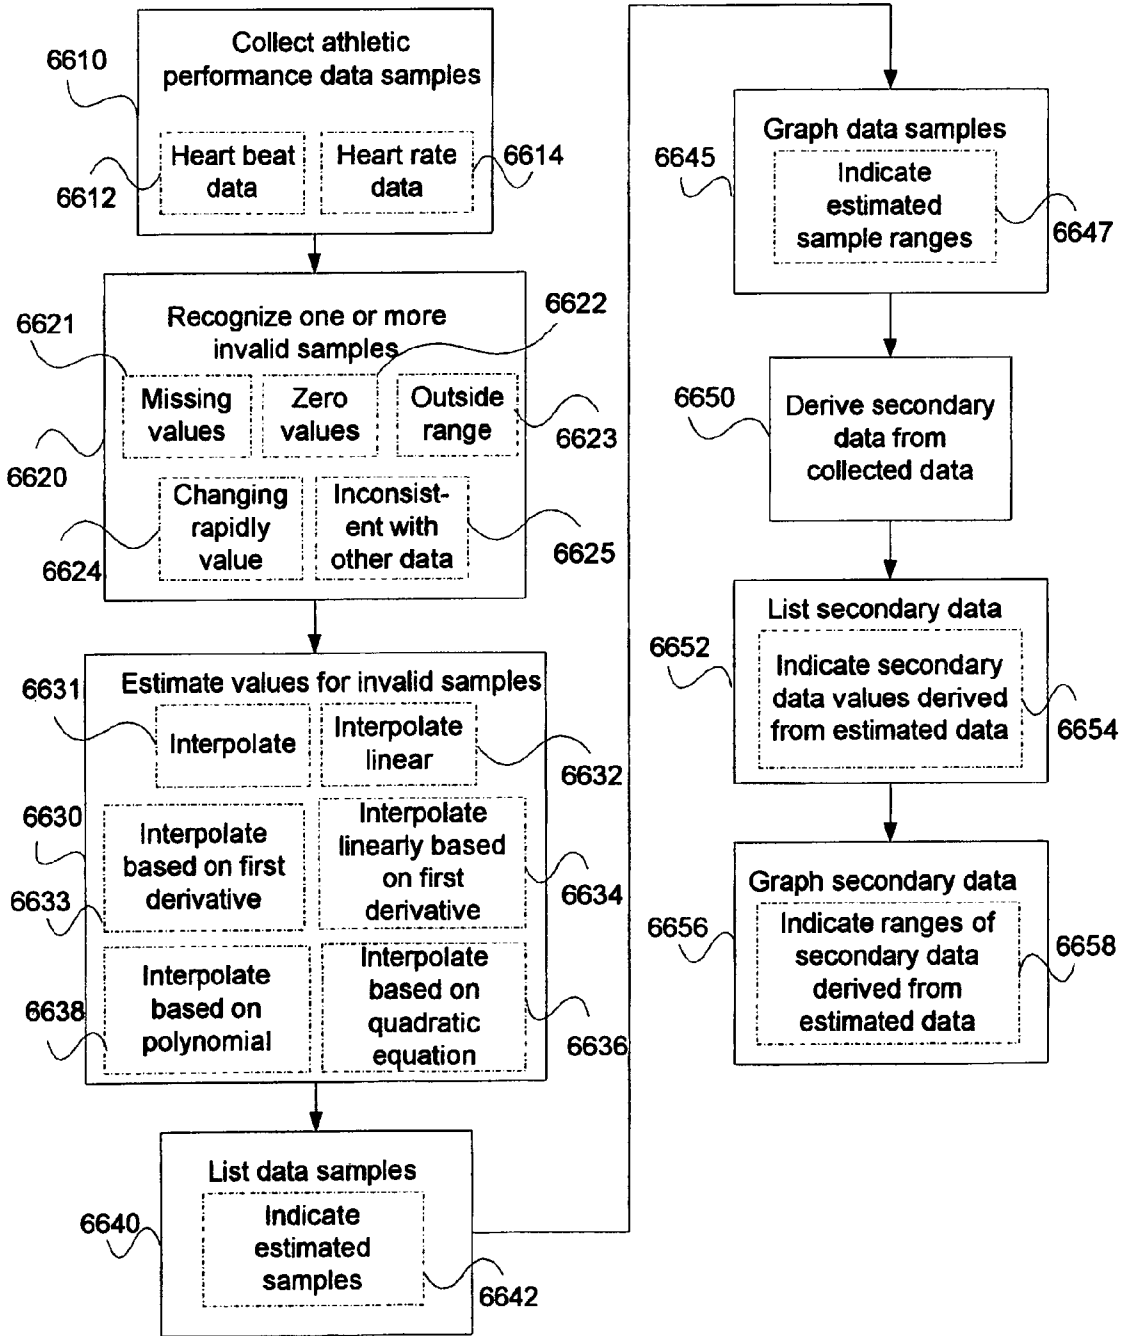 Collect athletic
performance data samples
6610
Heart beat
data
Heart rate
data
6614
6612
Recognize one or more
invalid samples
6621
6622
Missing
values
Zero
values
Outside
range
6623
6620
Changing
rapidly
value
Inconsist-
ent with
other data
6624
6625
Estimate values for invalid samples
6631
Interpolate
Interpolate
linear
6632
6630
Interpolate
based on first
derivative
Interpolate
linearly based
on first
derivative
6633
6634
Interpolate
based on
polynomial
Interpolate
based on
quadratic
equation
6638
6636
List data samples
6640
Indicate
estimated
samples
6642
Graph data samples
6645
Indicate
estimated
sample ranges
6647
6650
Derive secondary
data from
collected data
List secondary data
6652
Indicate secondary
data values derived
from estimated data
6654
Graph secondary data
6656
Indicate ranges of
secondary data
derived from
estimated data
6658